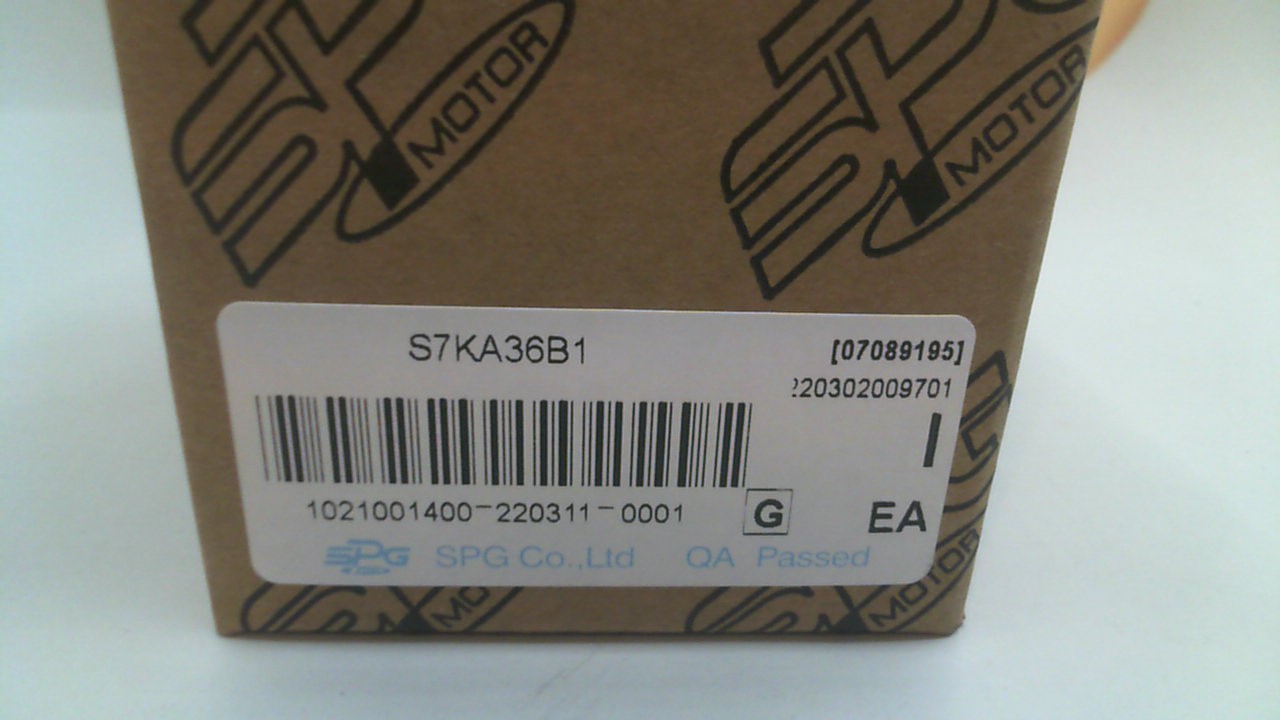 MOTOR
MOTOR
S7KA36B1
[07089195]
220302009701
1021001400-220311-0001
G
I
EA
SPG SPG Co.,Ltd QA Passed
MOTOR